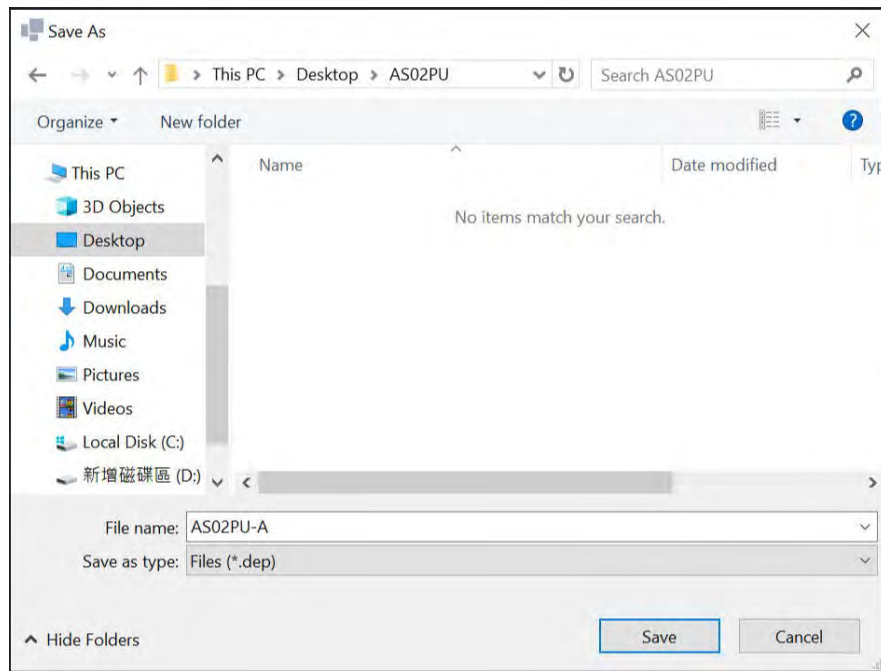 Save As
This PC > Desktop > AS02PU
Search AS02PU
Organize
New folder
Name
Date modified
Typ
No items match your search.
This PC
3D Objects
Desktop
Documents
Downloads
Music
Pictures
Videos
Local Disk (C:)
新增磁碟區 (D:)
File name: AS02PU-A
Save as type: Files (*.dep)
Hide Folders
Save
Cancel